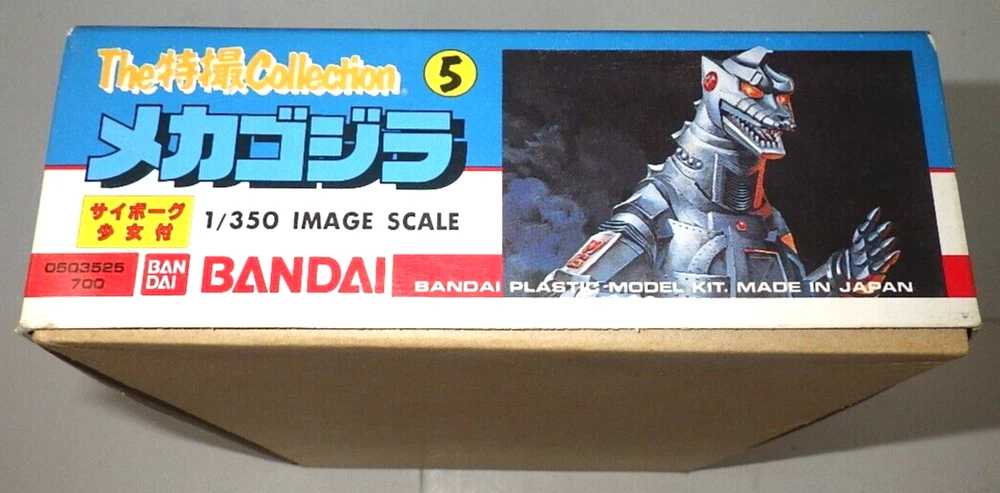 The特撮Collection® 5
メカゴジラ
サイボーグ
少女付
1/350 IMAGE SCALE
0503525
700
BAN
DAI
BANDAI
BANDAI PLASTIC MODEL KIT. MADE IN JAPAN